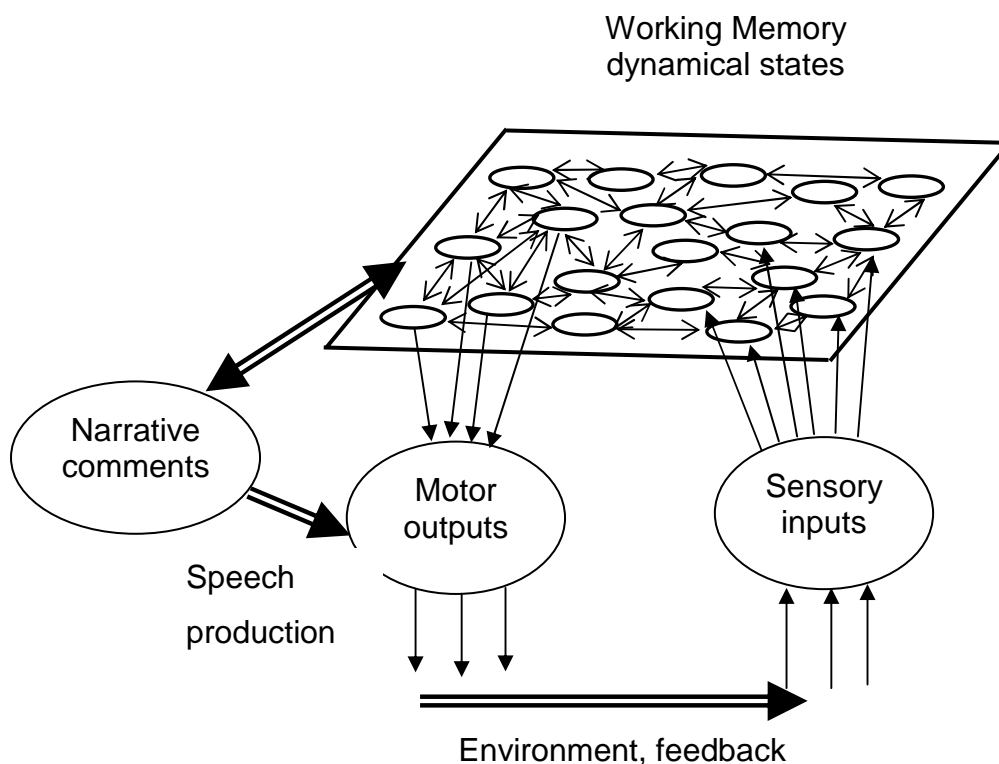 Working Memory
dynamical states
Narrative
comments
Motor
outputs
Sensory
inputs
Speech
production
Environment, feedback